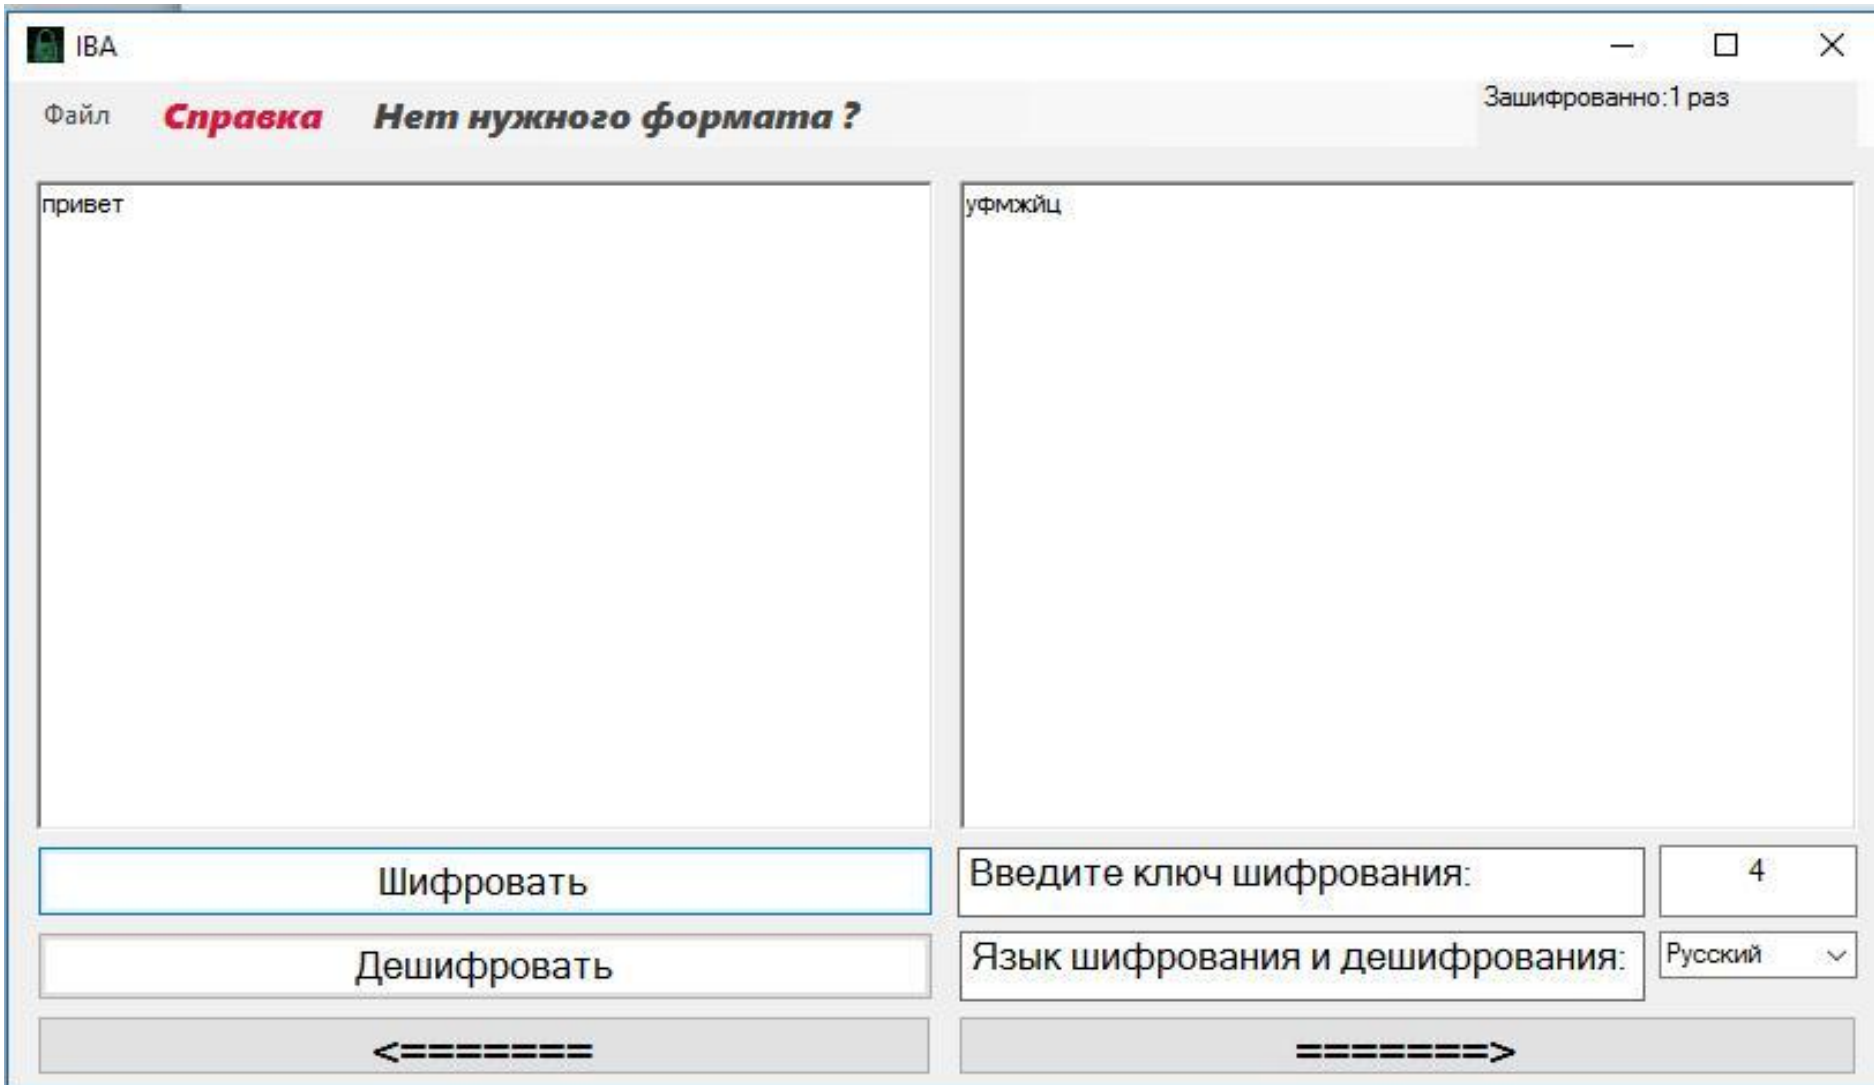 IBA
Файл Справка Нет нужного формата ?
Зашифрованно:1 раз
привет
уфмжйц
Шифровать
Введите ключ шифрования:
4
Дешифровать
Язык шифрования и дешифрования:
Русский
<=======
=======>